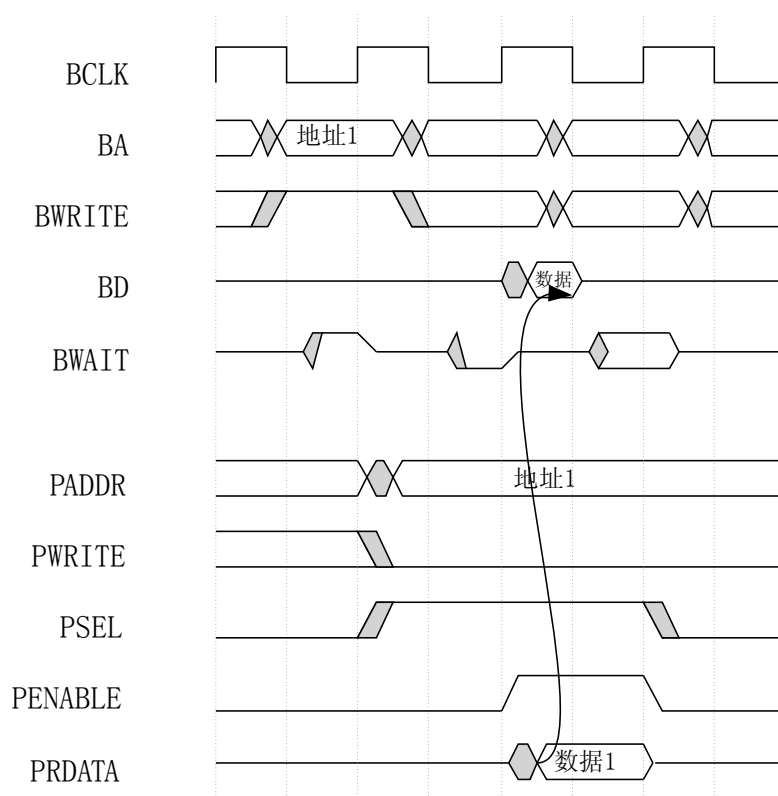 BCLK
BA 地址1
BWRITE
BD 数据
BWAIT
PADDR 地址1
PWRITE
PSEL
PENABLE
PRDATA 数据1